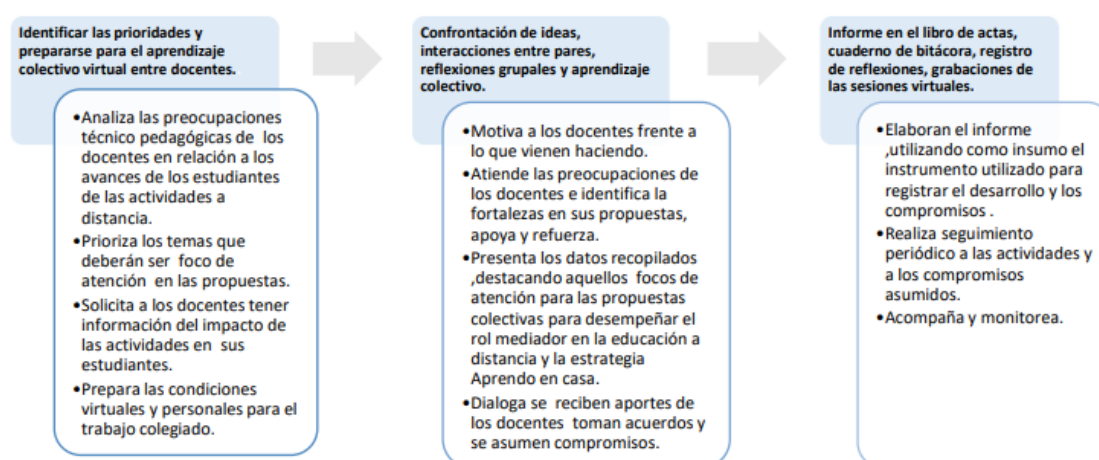 Identificar las prioridades y
prepararse para el aprendizaje
colectivo virtual entre docentes.
•Analiza las preocupaciones
técnico pedagógicas de los
docentes en relación a los
avances de los estudiantes
de las actividades a
distancia.
•Prioriza los temas que
deberán ser foco de
atención en las propuestas.
•Solicita a los docentes tener
información del impacto de
las actividades en sus
estudiantes.
•Prepara las condiciones
virtuales y personales para el
trabajo colegiado.
Confrontación de ideas,
interacciones entre pares,
reflexiones grupales y aprendizaje
colectivo.
•Motiva a los docentes frente a
lo que vienen haciendo.
•Atiende las preocupaciones de
los docentes e identifica la
fortalezas en sus propuestas,
apoya y refuerza.
•Presenta los datos recopilados
,destacando aquellos focos de
atención para las propuestas
colectivas para desempeñar el
rol mediador en la educación a
distancia y la estrategia
Aprendo en casa.
•Dialoga se reciben aportes de
los docentes toman acuerdos y
se asumen compromisos.
Informe en el libro de actas,
cuaderno de bitácora, registro
de reflexiones, grabaciones de
las sesiones virtuales.
•Elaboran el informe
,utilizando como insumo el
instrumento utilizado para
registrar el desarrollo y los
compromisos .
•Realiza seguimiento
periódico a las actividades y
a los compromisos
asumidos.
•Acompaña y monitorea.